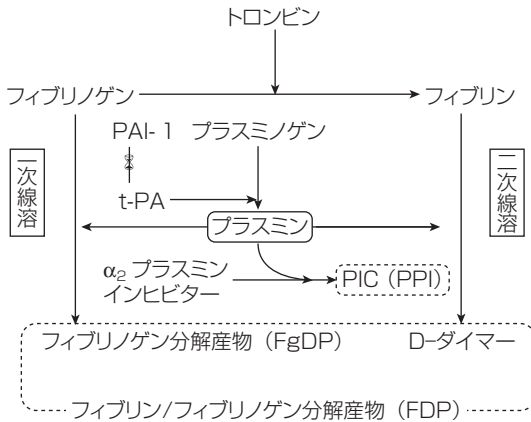 トロンビン
フィブリノゲン
フィブリン
PAI-1 プラスミノゲン
一次線溶
二次線溶
t-PA
プラスミン
α₂ プラスミン
インヒビター
PIC（PPI）
フィブリノゲン分解産物（FgDP）
D-ダイマー
フィブリン/フィブリノゲン分解産物（FDP）